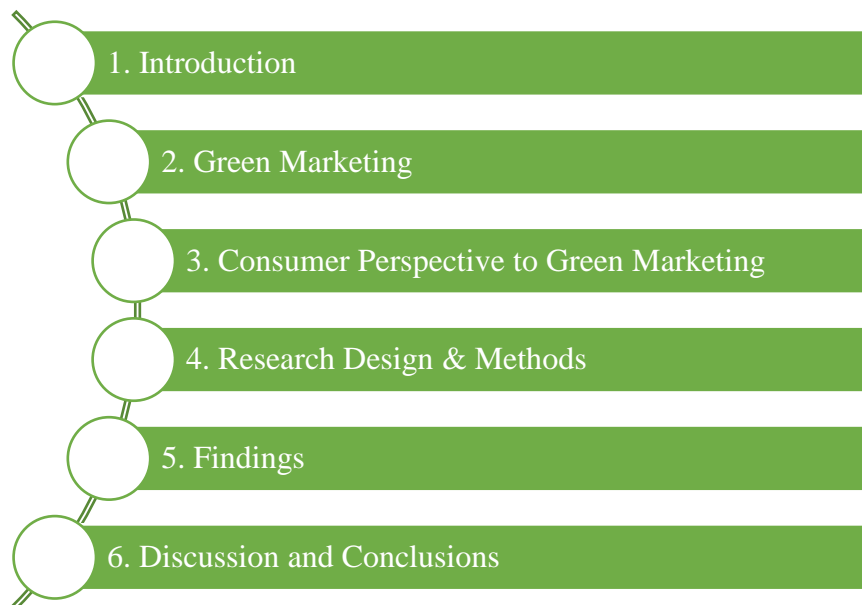 1. Introduction
2. Green Marketing
3. Consumer Perspective to Green Marketing
4. Research Design & Methods
5. Findings
6. Discussion and Conclusions